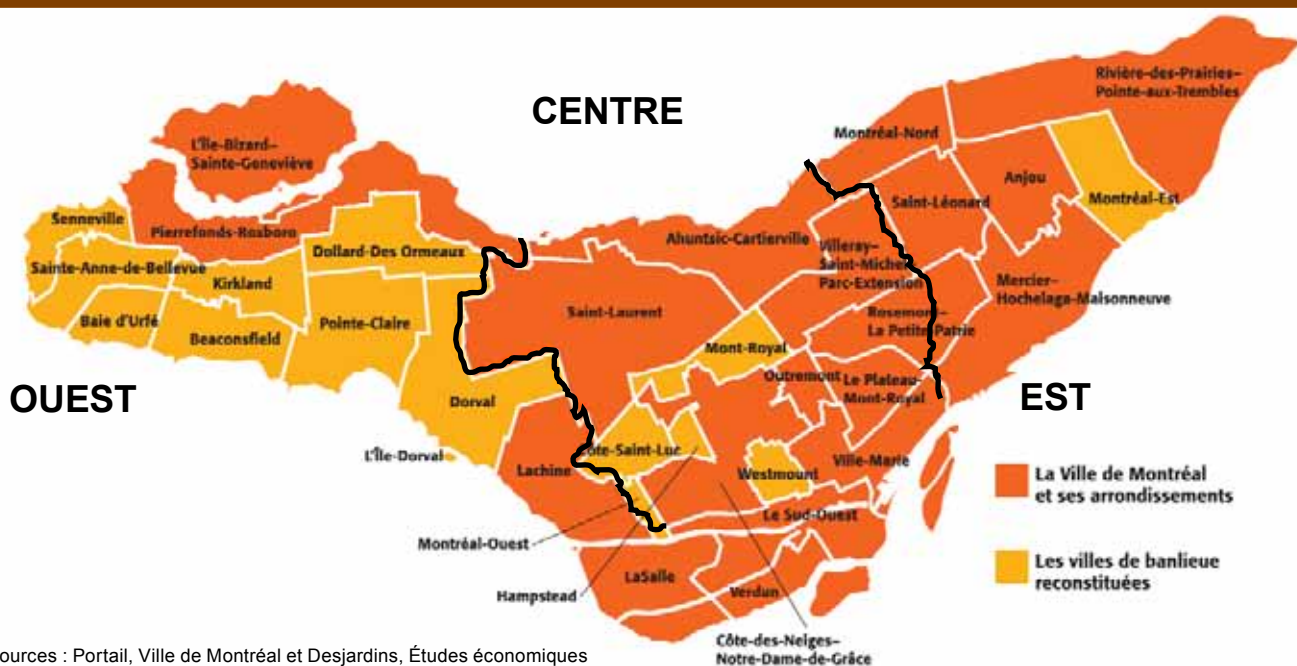 CENTRE
Rivière-des-Prairies–
Pointe-aux-Trembles
Montréal-Nord
L'Île-Bizard–
Sainte-Geneviève
Anjou
Montréal-Est
Saint-Léonard
Senneville
Pierrefonds-Roxboro
Ahuntsic-Cartierville
Villeray–
Saint-Michel
Parc-Extension
Dollard-Des Ormeaux
Sainte-Anne-de-Bellevue
Kirkland
Mercier–
Hochelaga-Maisonneuve
Saint-Laurent
Rosemont–
La Petite-Patrie
Baie d'Urfé
Beaconsfield
Pointe-Claire
Mont-Royal
Outremont
Le Plateau-
Mont-Royal
OUEST
EST
Dorval
L'Île-Dorval
Côte-Saint-Luc
Lachine
Westmount
Ville-Marie
La Ville de Montréal
et ses arrondissements
Le Sud-Ouest
Montréal-Ouest
Les villes de banlieue
reconstituées
LaSalle
Hampstead
Verdun
Côte-des-Neiges–
Notre-Dame-de-Grâce
ources : Portail, Ville de Montréal et Desjardins, Études économiques